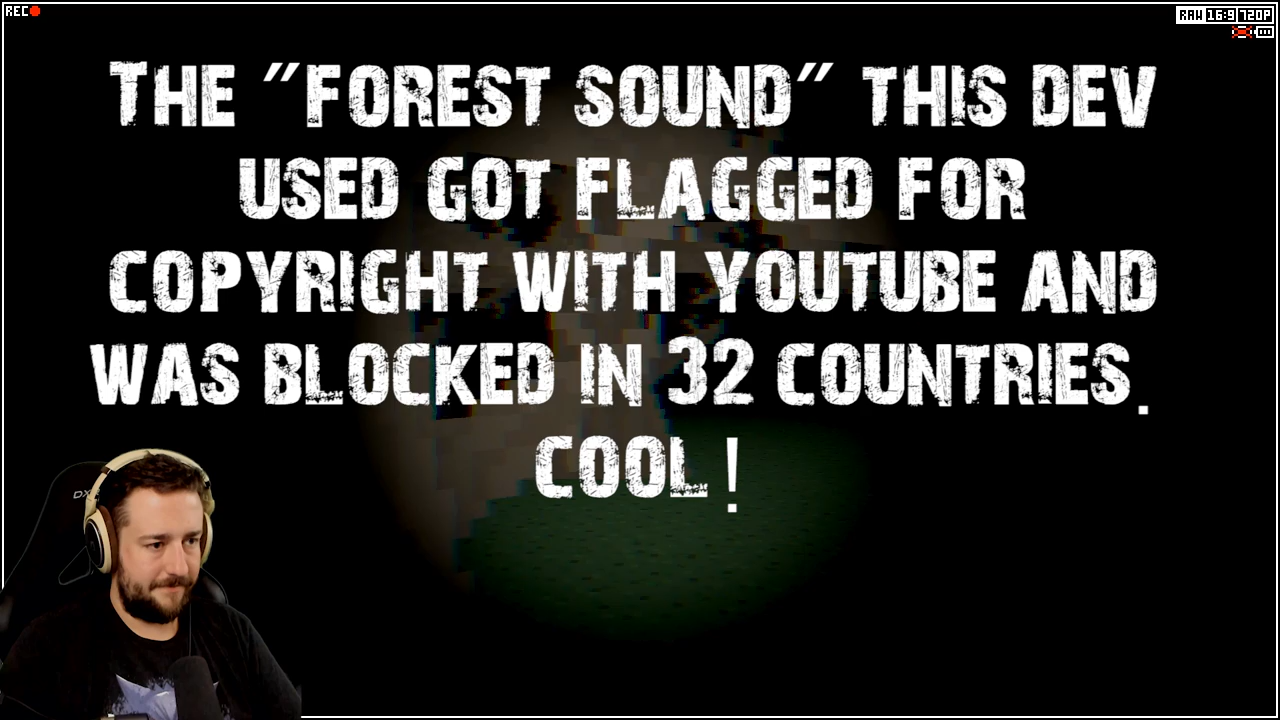 REC
RAW 16:9 720P
THE "FOREST SOUND" THIS DEV
USED GOT FLAGGED FOR
COPYRIGHT WITH YOUTUBE AND
WAS BLOCKED IN 32 COUNTRIES.
COOL!
DX